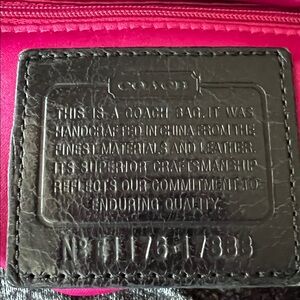 COACH
THIS IS A COACH BAG. IT WAS
HANDCRAFTED IN CHINA FROM THE
FINEST MATERIALS AND LEATHER.
ITS SUPERIOR CRAFTSMANSHIP
REFLECTS OUR COMMITMENT TO
ENDURING QUALITY.